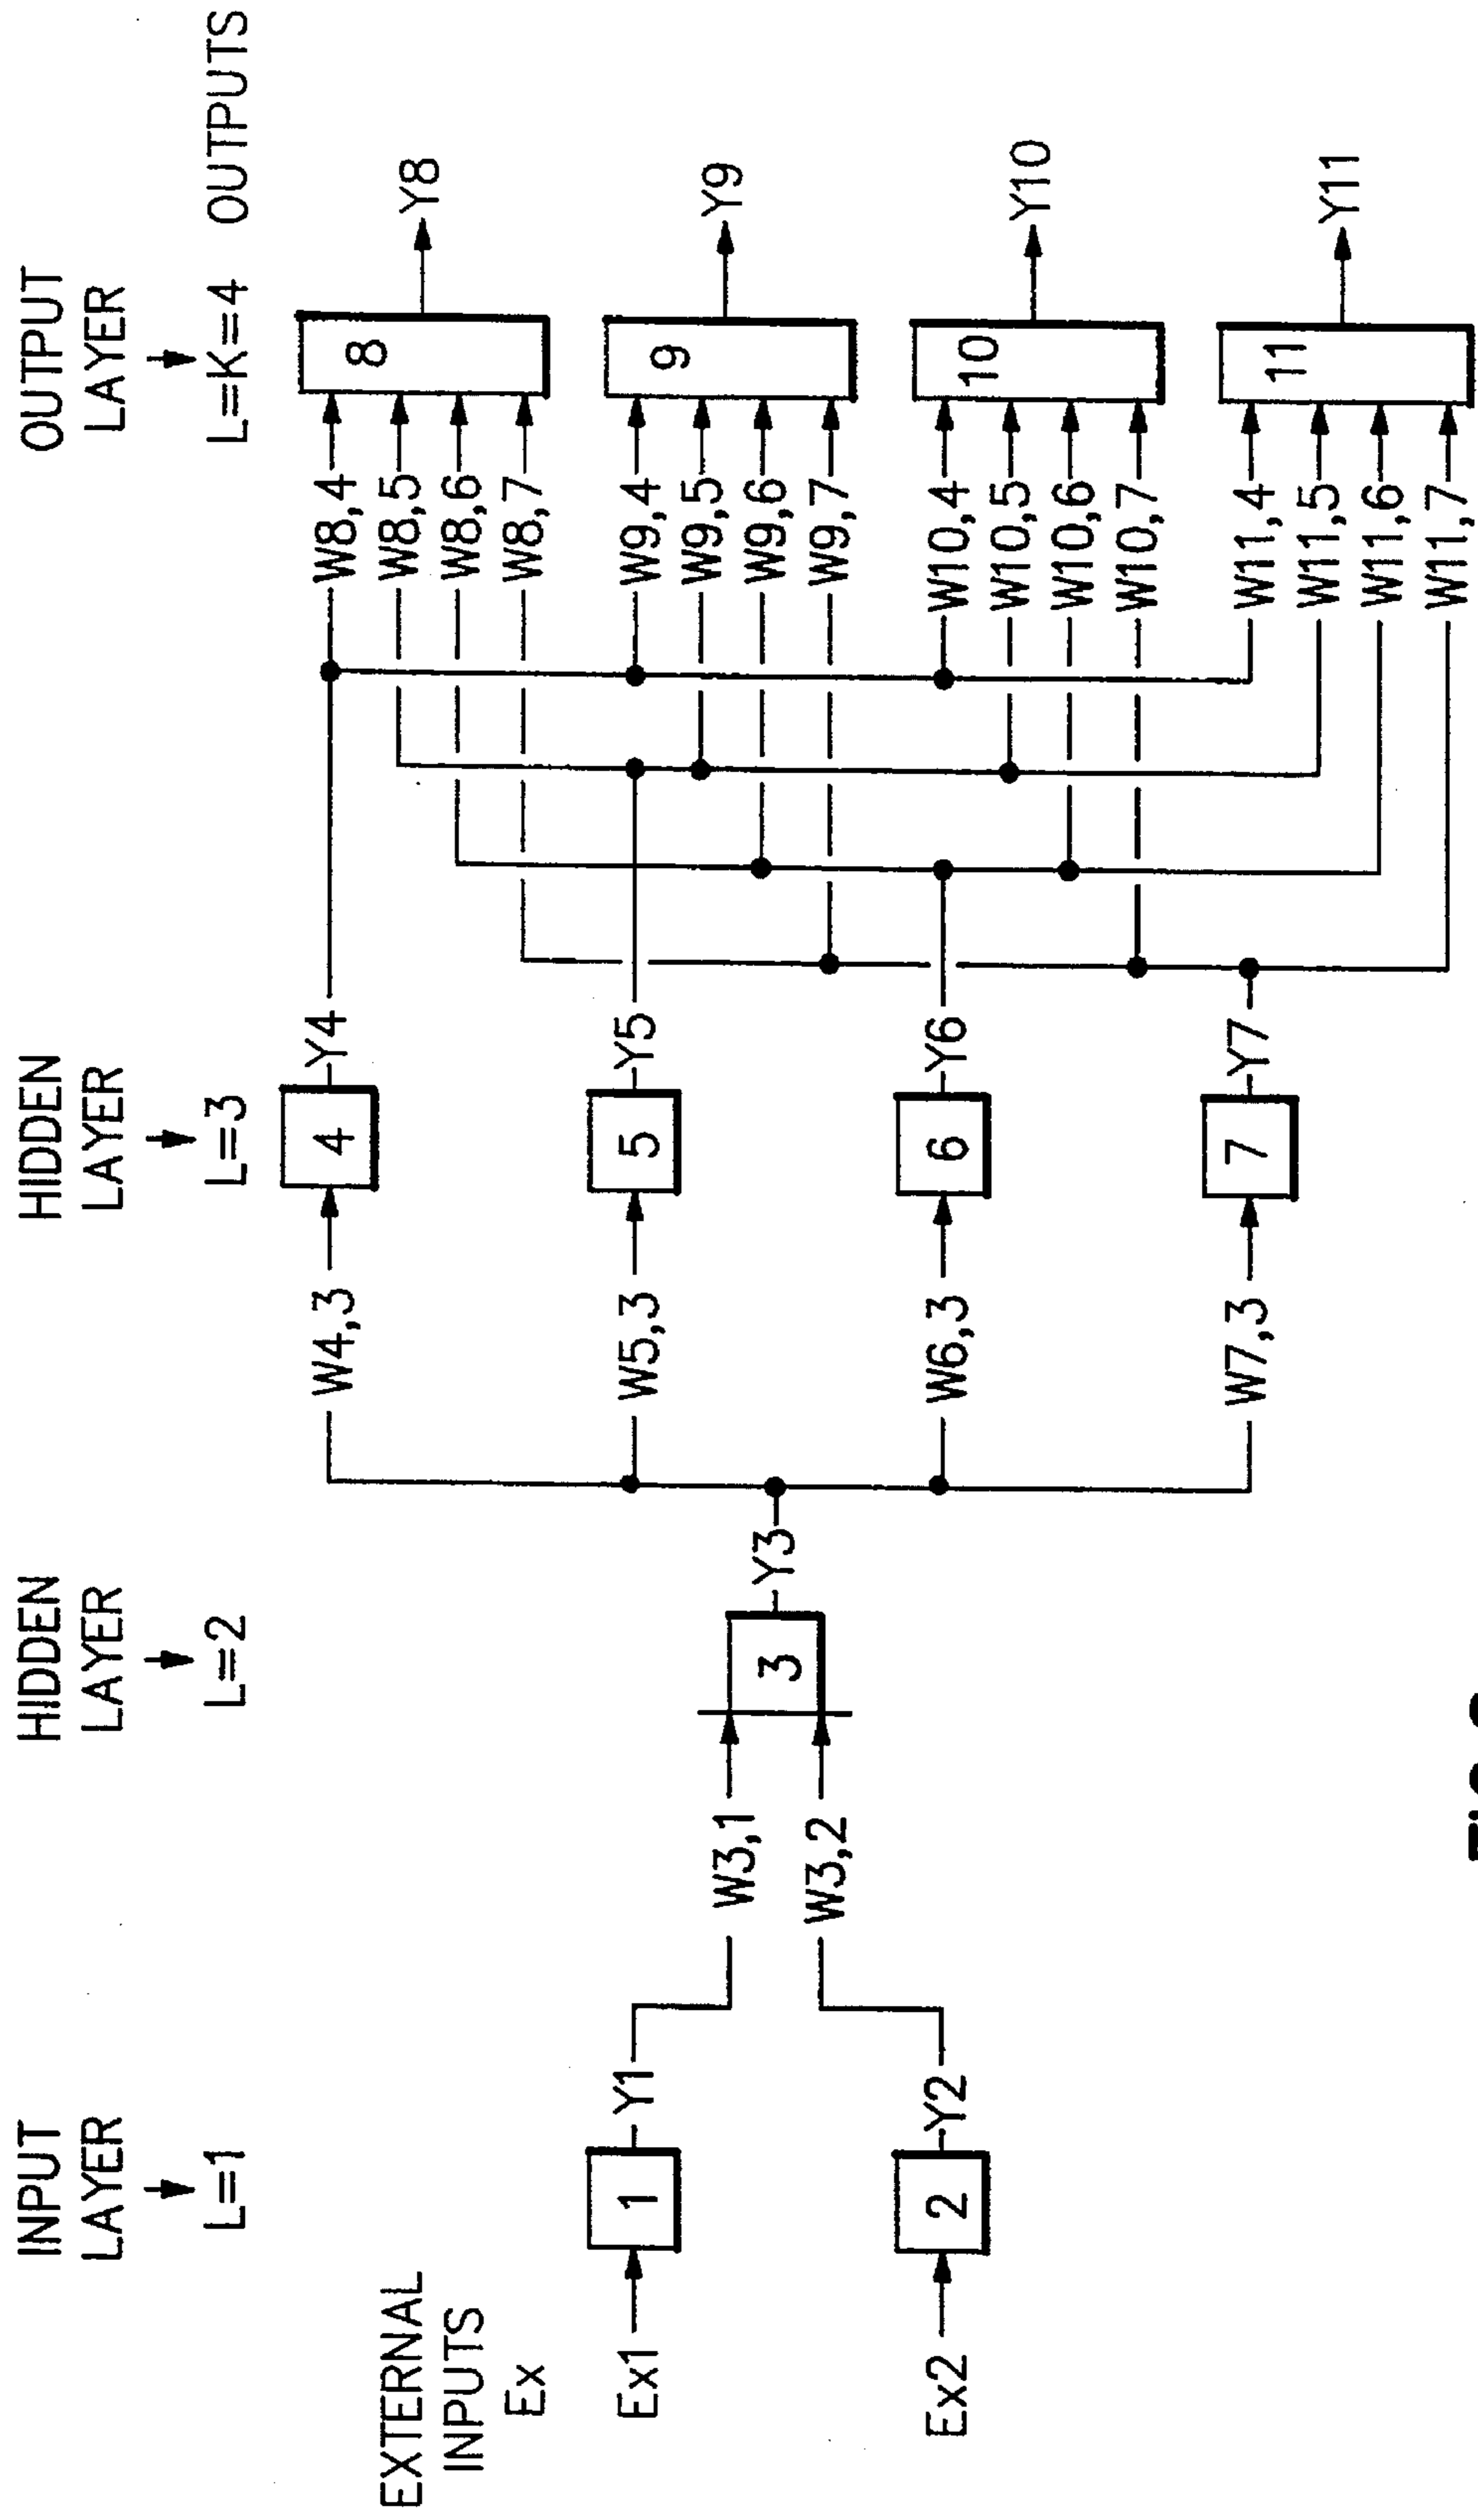 INPUT
LAYER
L=1
HIDDEN
LAYER
L=2
HIDDEN
LAYER
L=3
OUTPUT
LAYER
L=K=4
OUTPUTS
EXTERNAL
INPUTS
Ex
Ex1
1
Y1
Ex2
2
Y2
W3,1
W3,2
3
Y3
W4,3
4
Y4
W5,3
5
Y5
W6,3
6
Y6
W7,3
7
Y7
W8,4
W8,5
W8,6
W8,7
8
Y8
W9,4
W9,5
W9,6
W9,7
9
Y9
W10,4
W10,5
W10,6
W10,7
10
Y10
W11,4
W11,5
W11,6
W11,7
11
Y11